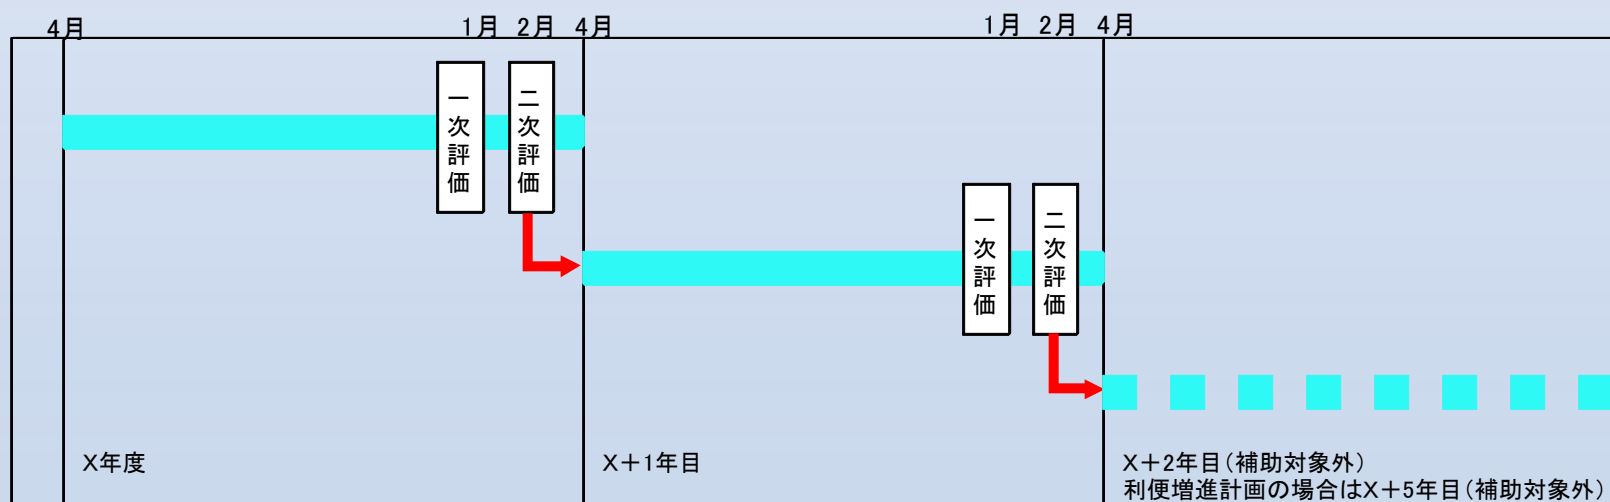 4月
1月
2月
4月
1月
2月
4月
一次評価
二次評価
一次評価
二次評価
X年度
X+1年目
X+2年目(補助対象外)
利便増進計画の場合はX+5年目(補助対象外)